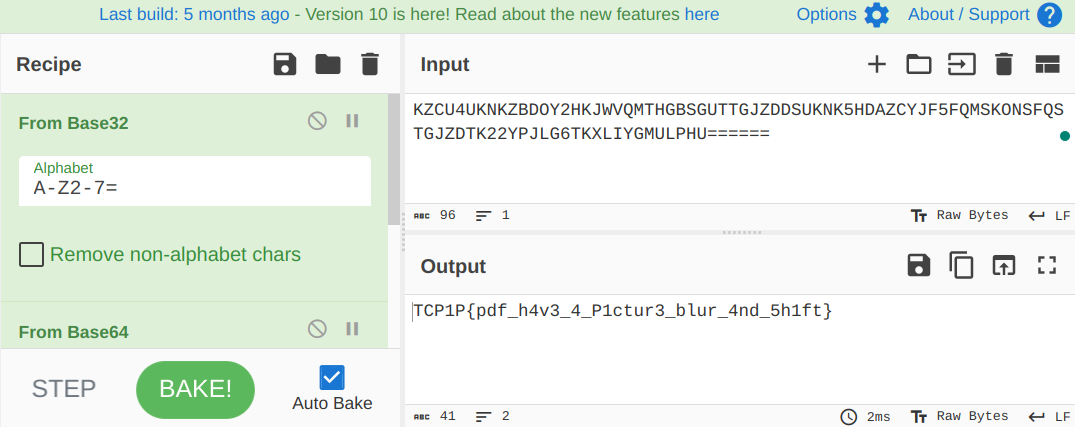 Last build: 5 months ago - Version 10 is here! Read about the new features here
Options
About / Support
Recipe
From Base32
Alphabet
A-Z2-7=
Remove non-alphabet chars
From Base64
STEP
BAKE!
Auto Bake
Input
KZCU4UKNKZBDOY2HKJWVQMTHGBSGUTTGJZDDSUKNK5HDAZCYJF5FQMSKONSFQS
TGJZDTK22YPJLG6TKXLIYGMULPHU======
ABC 96
1
Raw Bytes
LF
Output
TCP1P{pdf_h4v3_4_P1ctur3_blur_4nd_5h1ft}
ABC 41
2
2ms
Raw Bytes
LF